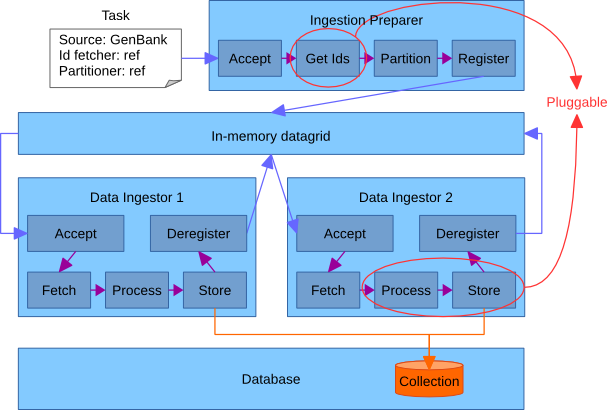 Task
Source: GenBank
Id fetcher: ref
Partitioner: ref
Ingestion Preparer
Accept
Get Ids
Partition
Register
Pluggable
In-memory datagrid
Data Ingestor 1
Accept
Deregister
Fetch
Process
Store
Data Ingestor 2
Accept
Deregister
Fetch
Process
Store
Database
Collection